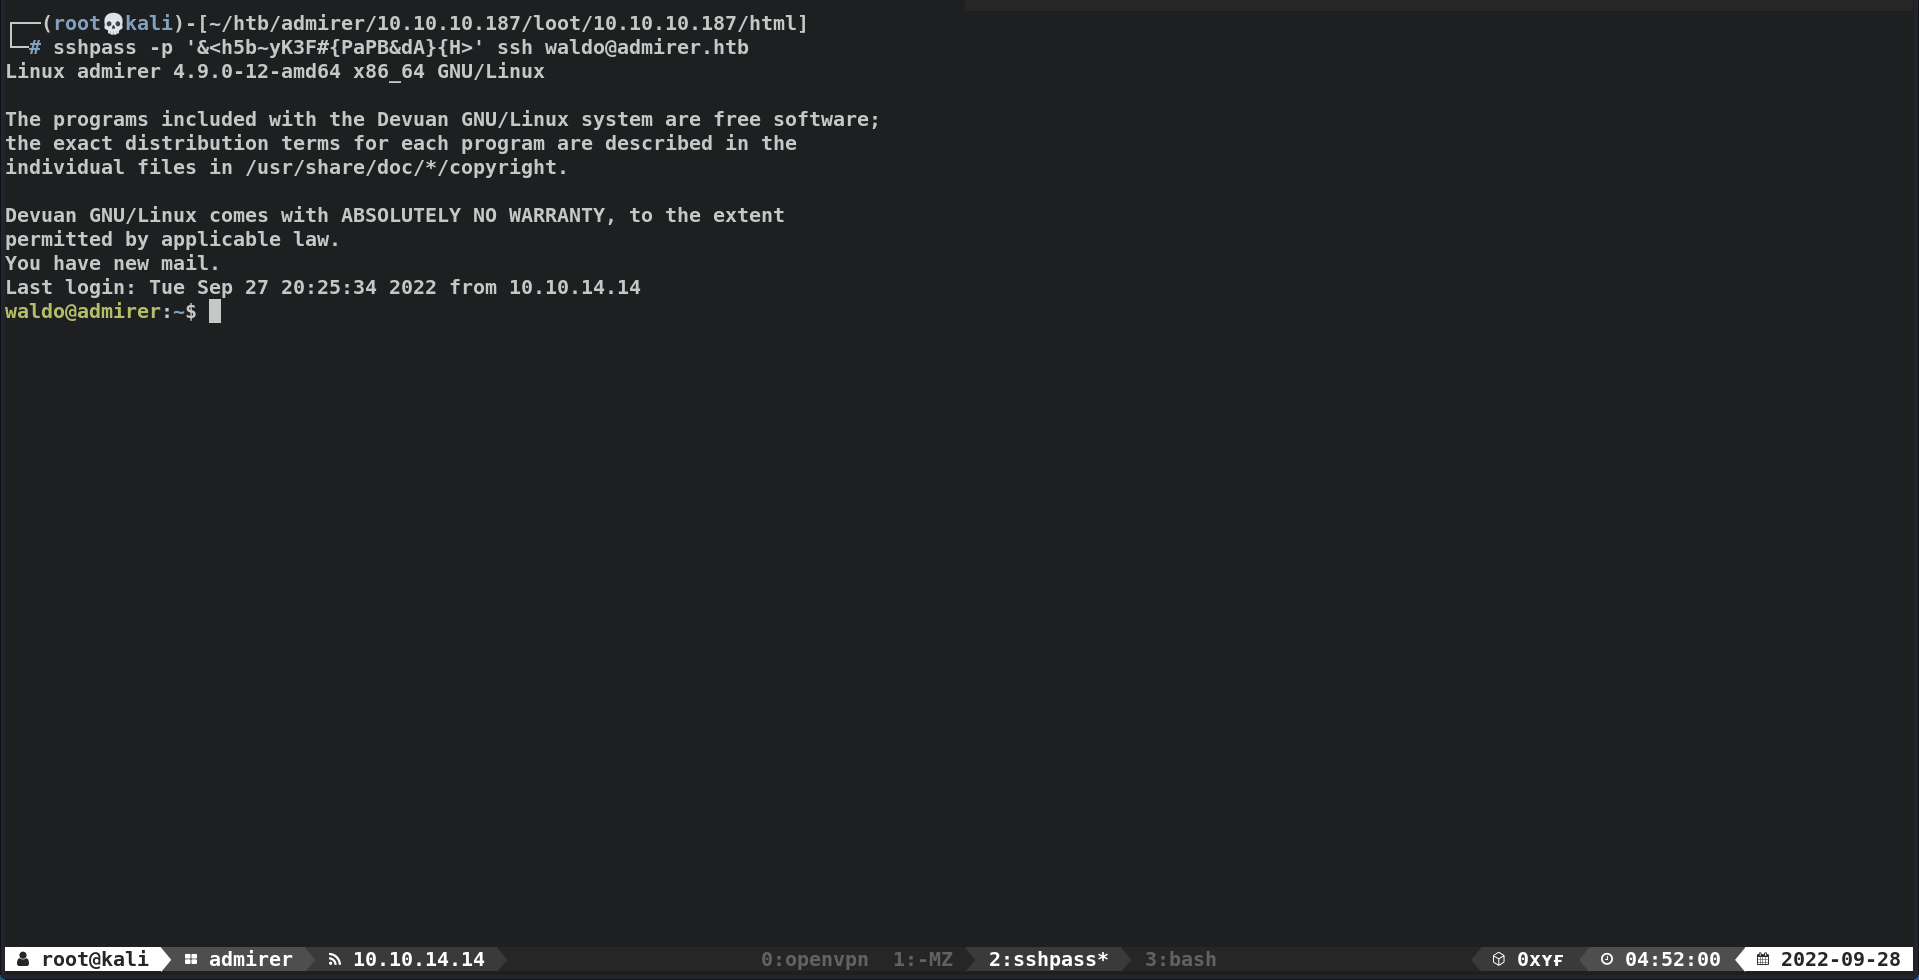 ┌──(root💀kali)-[~/htb/admirer/10.10.10.187/loot/10.10.10.187/html]
└─# sshpass -p '&<h5b~yK3F#{PaPB&dA}{H>' ssh waldo@admirer.htb
Linux admirer 4.9.0-12-amd64 x86_64 GNU/Linux

The programs included with the Devuan GNU/Linux system are free software;
the exact distribution terms for each program are described in the
individual files in /usr/share/doc/*/copyright.

Devuan GNU/Linux comes with ABSOLUTELY NO WARRANTY, to the extent
permitted by applicable law.
You have new mail.
Last login: Tue Sep 27 20:25:34 2022 from 10.10.14.14
waldo@admirer:~$
root@kali admirer 10.10.14.14 0:openvpn 1:-MZ 2:sshpass* 3:bash 0xʏғ 04:52:00 2022-09-28